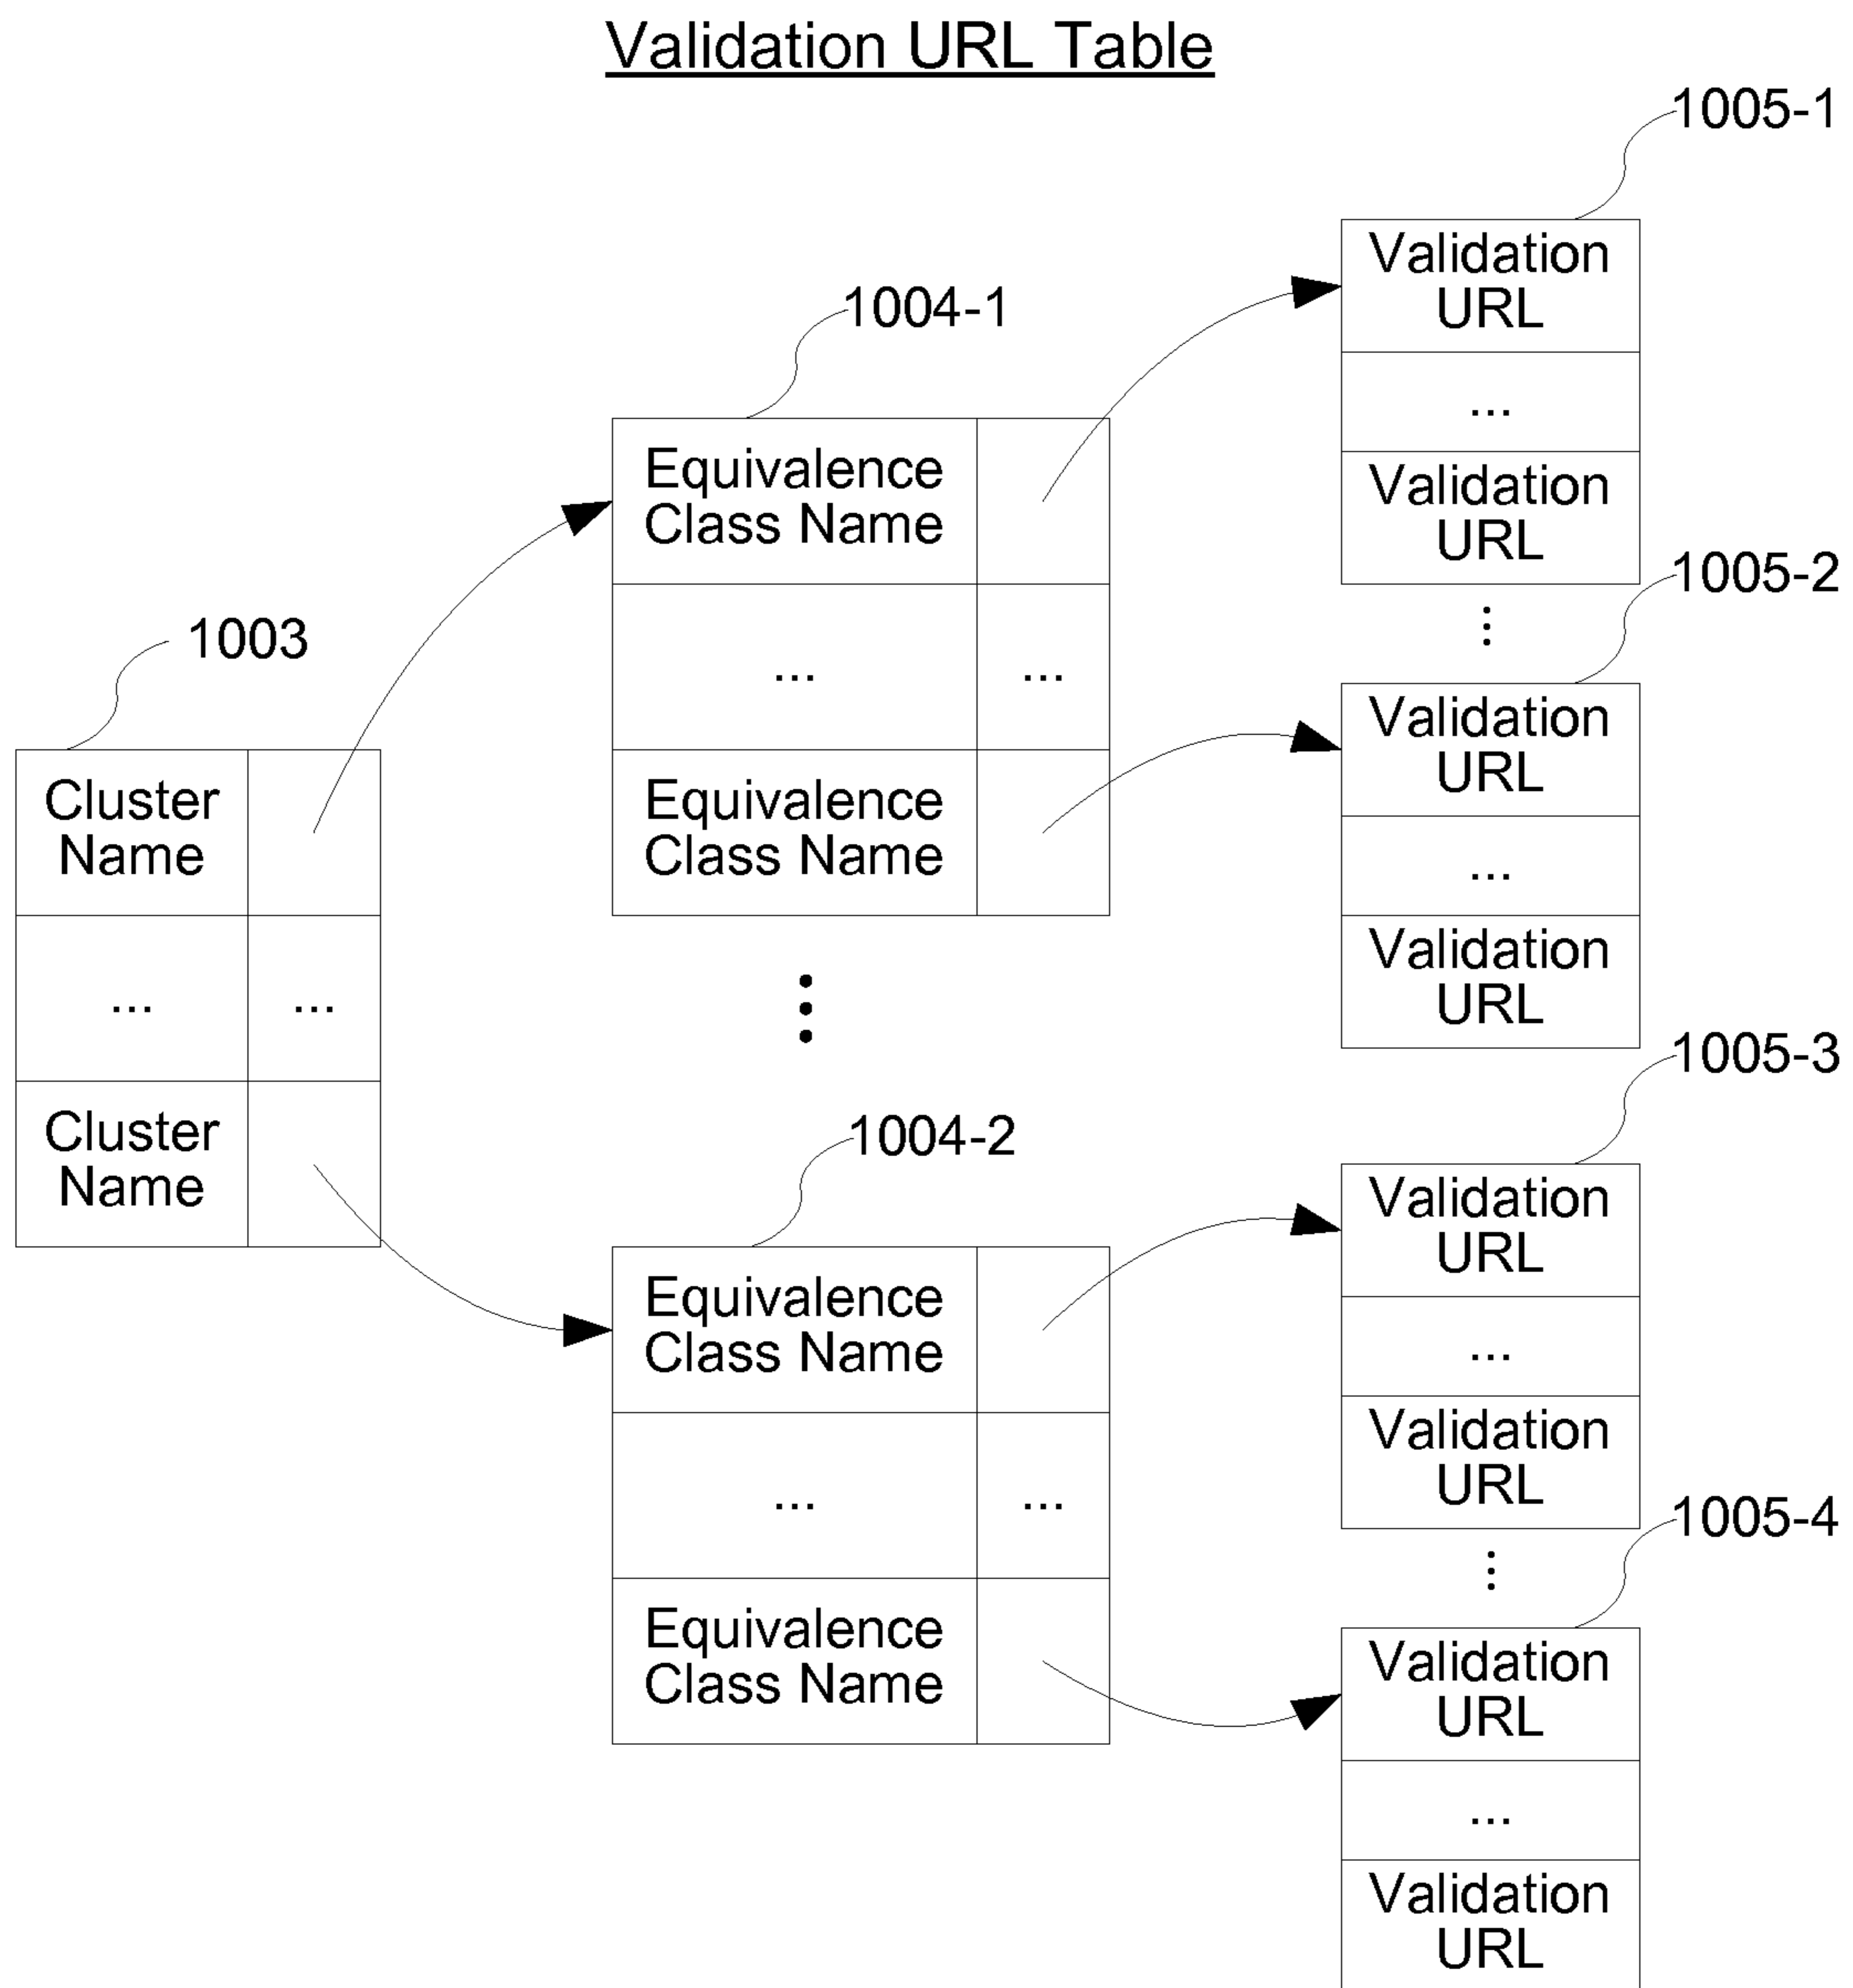 Validation URL Table
1003
Cluster
Name
...
...
Cluster
Name
1004-1
Equivalence
Class Name
...
...
Equivalence
Class Name
1004-2
Equivalence
Class Name
...
...
Equivalence
Class Name
1005-1
Validation
URL
...
Validation
URL
1005-2
Validation
URL
...
Validation
URL
1005-3
Validation
URL
...
Validation
URL
1005-4
Validation
URL
...
Validation
URL